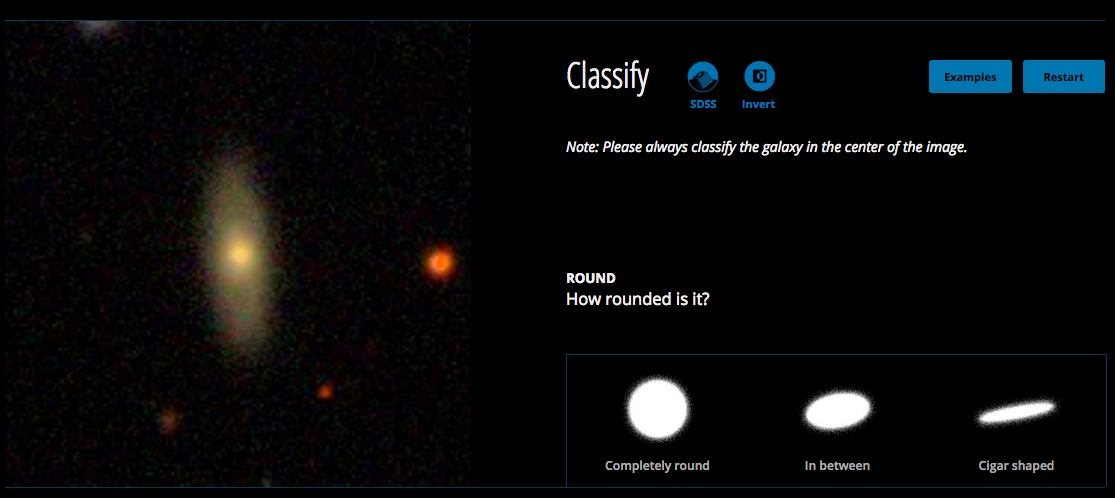 Classify
SDSS
Invert
Examples
Restart
Note: Please always classify the galaxy in the center of the image.
ROUND
How rounded is it?
Completely round
In between
Cigar shaped